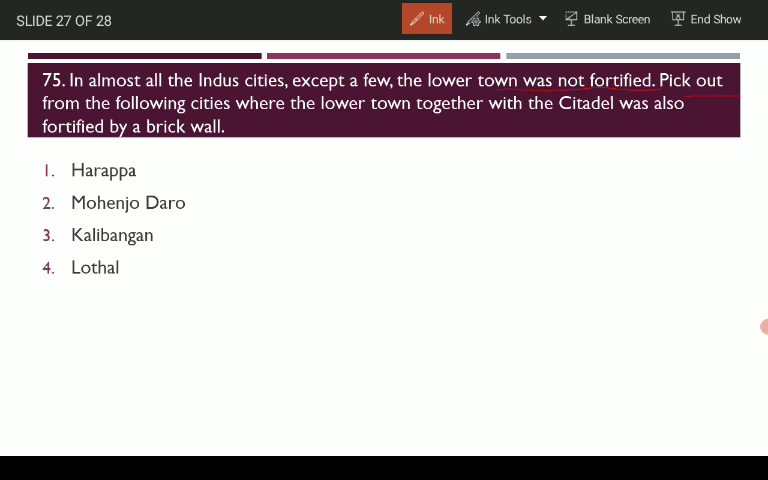 SLIDE 27 OF 28
Ink
Ink Tools
Blank Screen
End Show
75. In almost all the Indus cities, except a few, the lower town was not fortified. Pick out
from the following cities where the lower town together with the Citadel was also
fortified by a brick wall.
1. Harappa
2. Mohenjo Daro
3. Kalibangan
4. Lothal